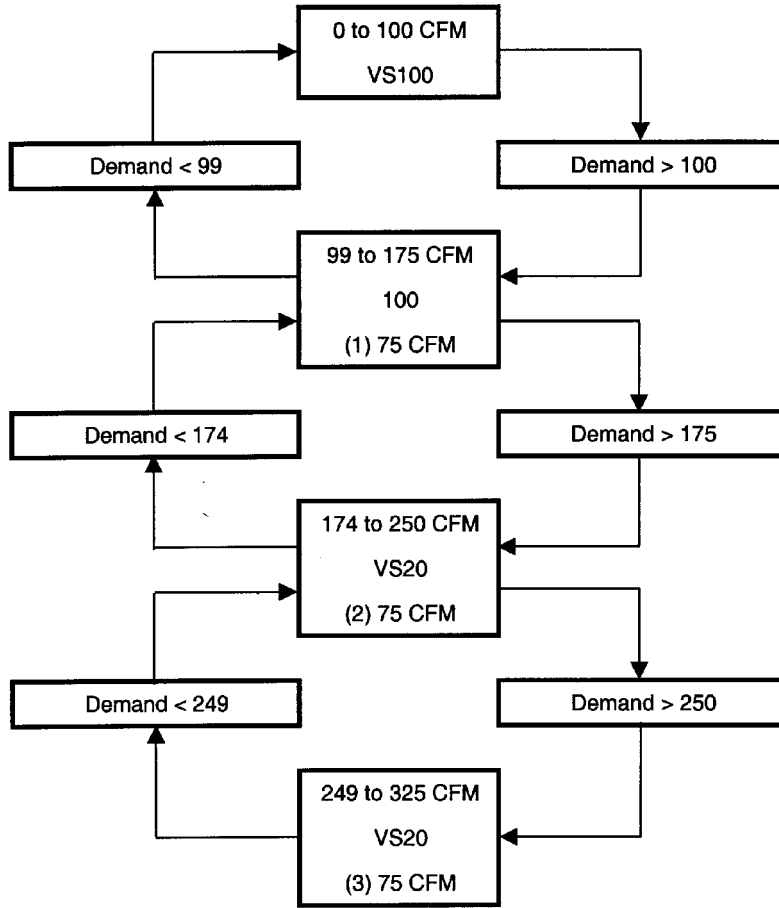 0 to 100 CFM
VS100
Demand < 99
Demand > 100
99 to 175 CFM
100
(1) 75 CFM
Demand < 174
Demand > 175
174 to 250 CFM
VS20
(2) 75 CFM
Demand < 249
Demand > 250
249 to 325 CFM
VS20
(3) 75 CFM